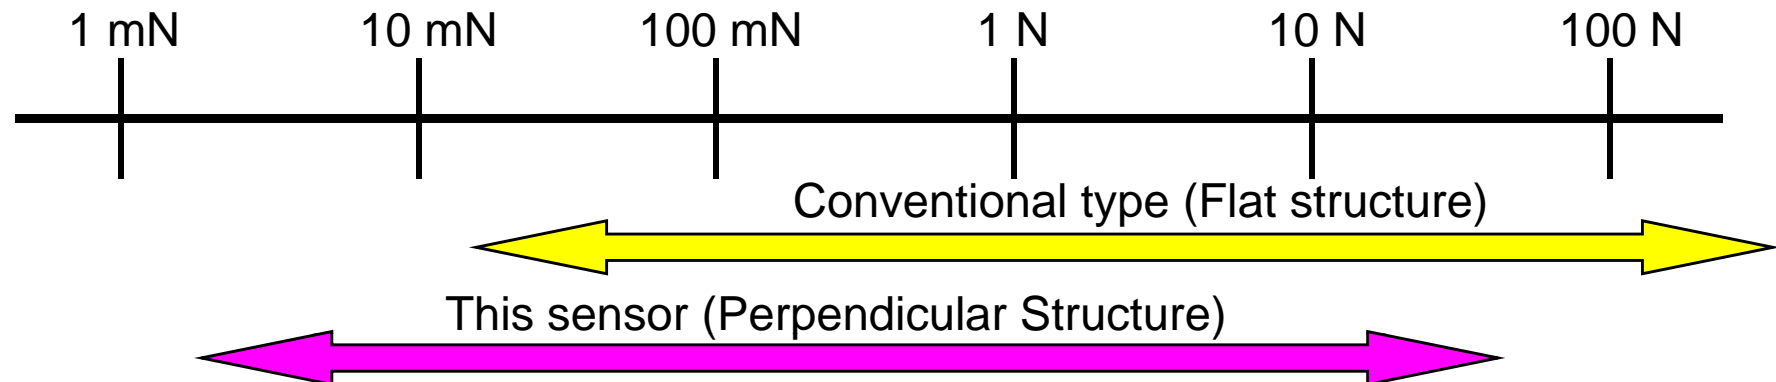 1 mN 10 mN 100 mN 1 N 10 N 100 N
Conventional type (Flat structure)
This sensor (Perpendicular Structure)